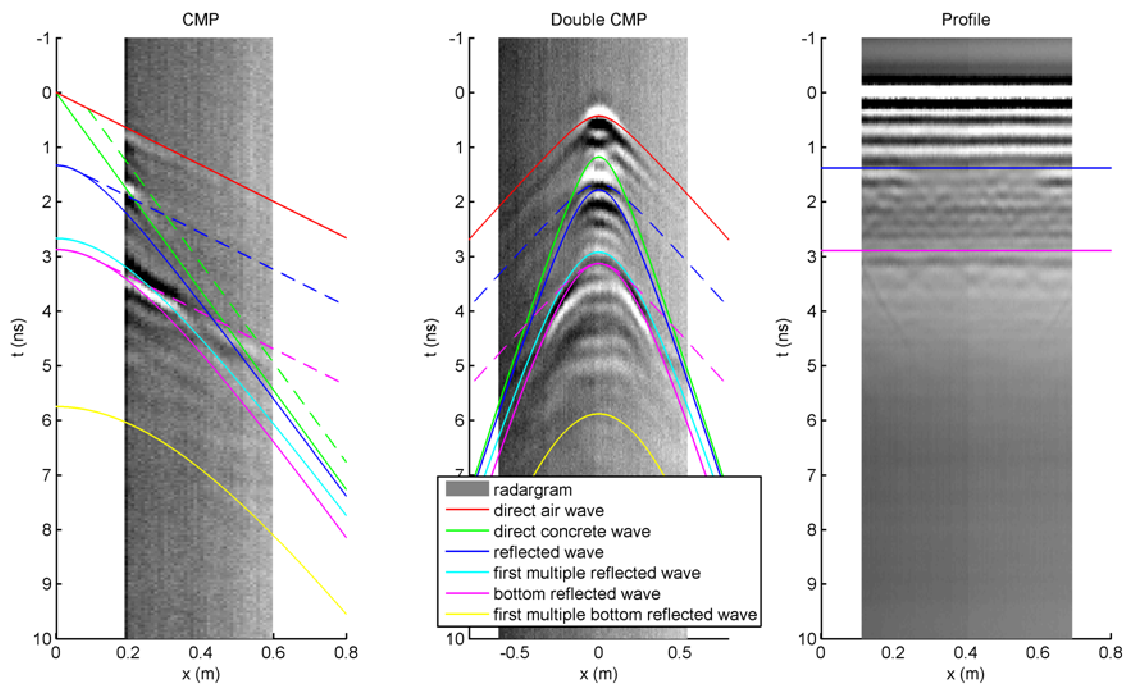 CMP
-1
0
1
2
3
4
5
6
7
8
9
10
t (ns)
0
0.2
0.4
0.6
0.8
x (m)
Double CMP
-1
0
1
2
3
4
5
6
7
10
t (ns)
-0.5
0
0.5
x (m)
radargram
direct air wave
direct concrete wave
reflected wave
first multiple reflected wave
bottom reflected wave
first multiple bottom reflected wave
Profile
-1
0
1
2
3
4
5
6
7
8
9
10
t (ns)
0
0.2
0.4
0.6
0.8
x (m)